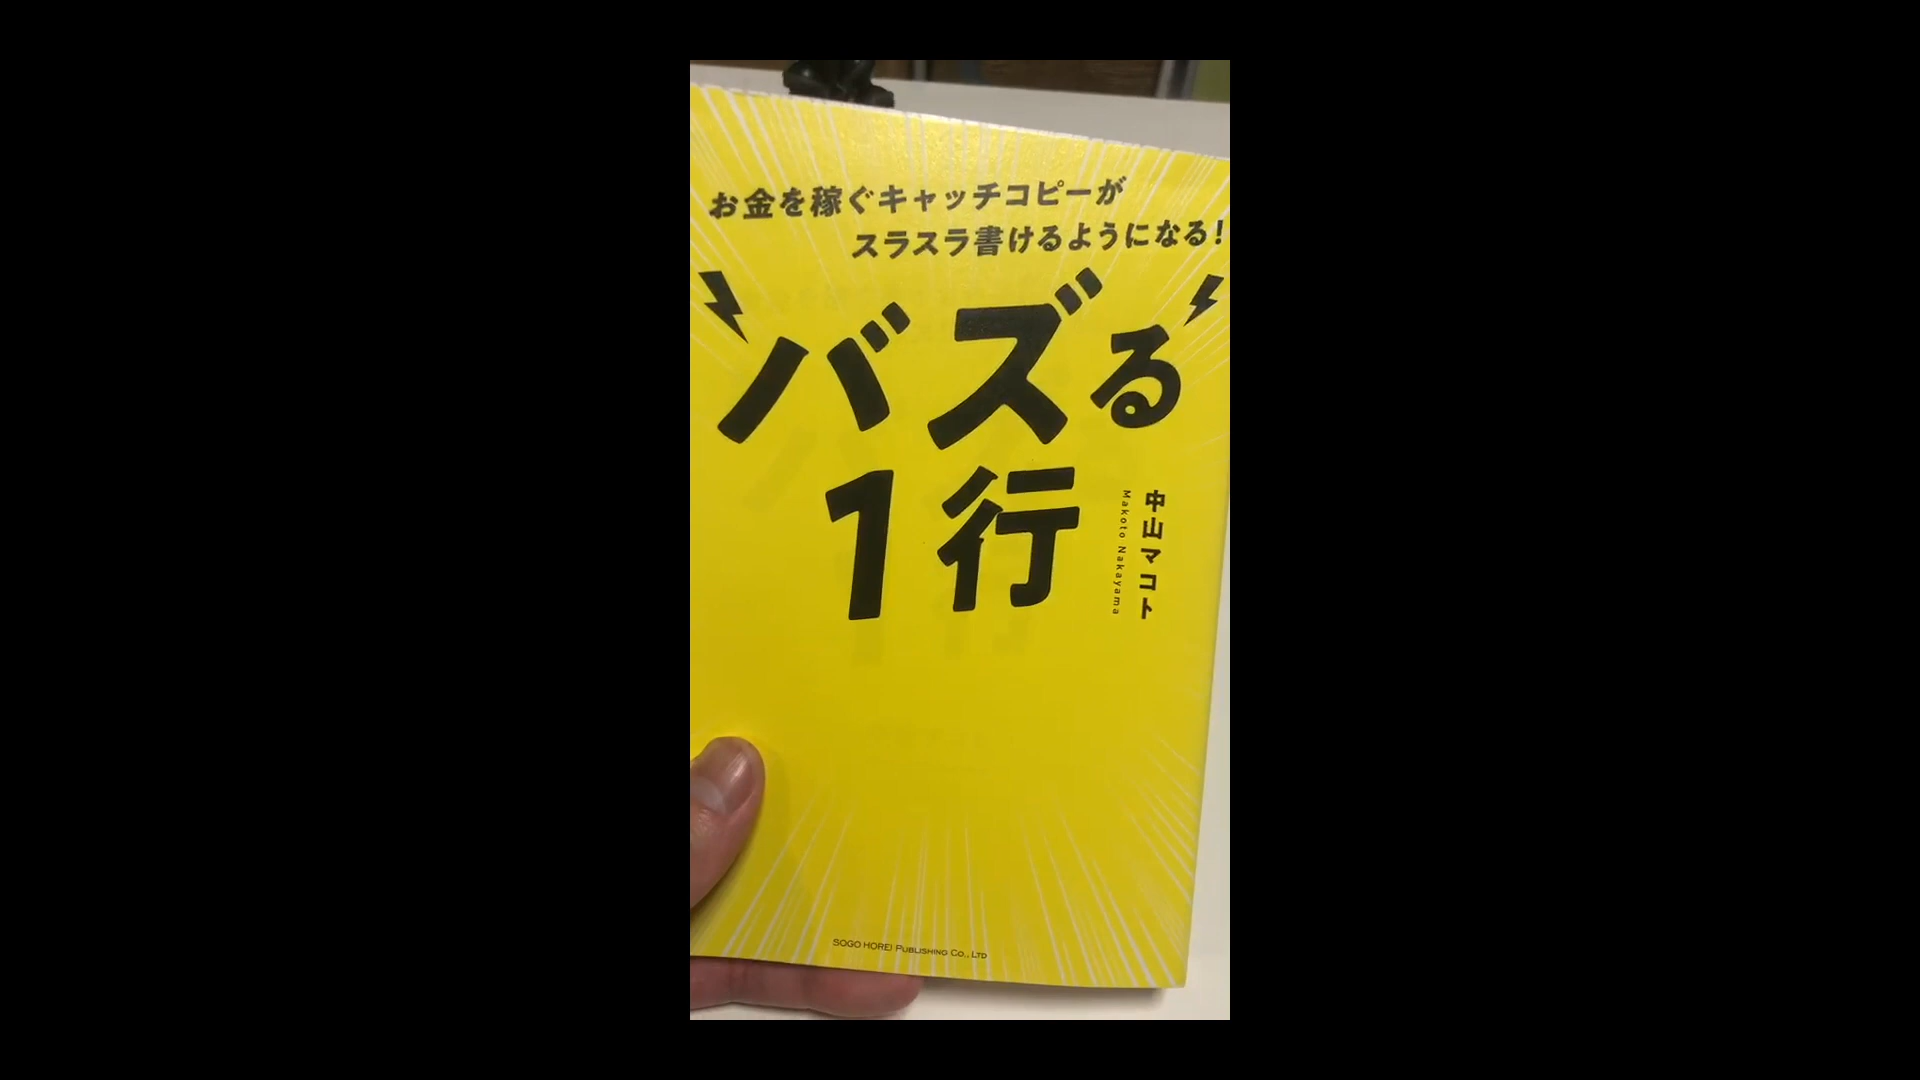 お金を稼ぐキャッチコピーが
スラスラ書けるようになる!
バズる
1行
中山マコト
Makoto Nakayama
SOGO HOREI PUBLISHING CO., LTD